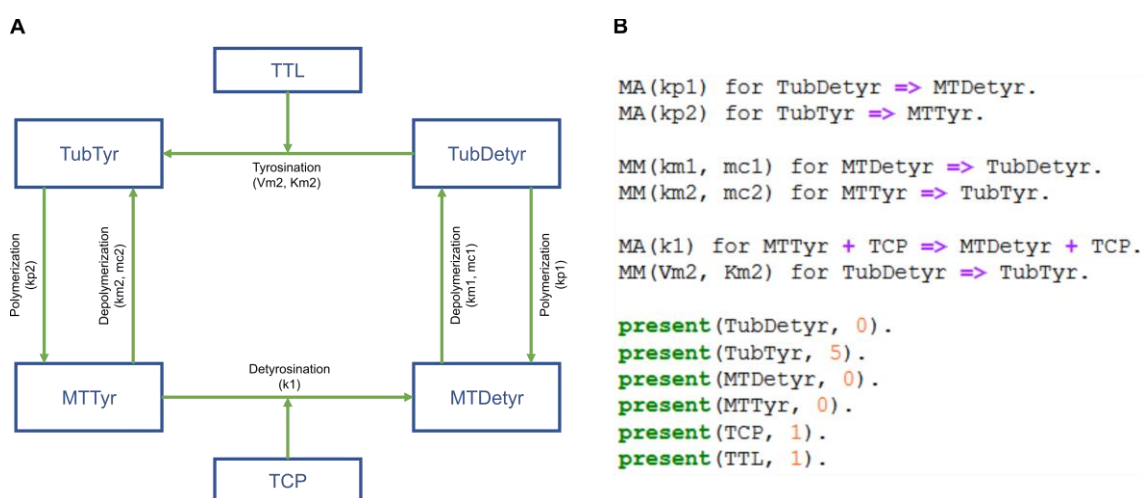 A
TTL
TubTyr
TubDetyr
Tyrosination
(Vm2, Km2)
Polymerization
(kp2)
Depolymerization
(km2, mc2)
Depolymerization
(km1, mc1)
Polymerization
(kp1)
MTTyr
Detyrosination
(k1)
MTDetyr
TCP
B
MA(kp1) for TubDetyr => MTDetyr.
MA(kp2) for TubTyr => MTTyr.
MM(km1, mc1) for MTDetyr => TubDetyr.
MM(km2, mc2) for MTTyr => TubTyr.
MA(k1) for MTTyr + TCP => MTDetyr + TCP.
MM(Vm2, Km2) for TubDetyr => TubTyr.
present(TubDetyr, 0).
present(TubTyr, 5).
present(MTDetyr, 0).
present(MTTyr, 0).
present(TCP, 1).
present(TTL, 1).